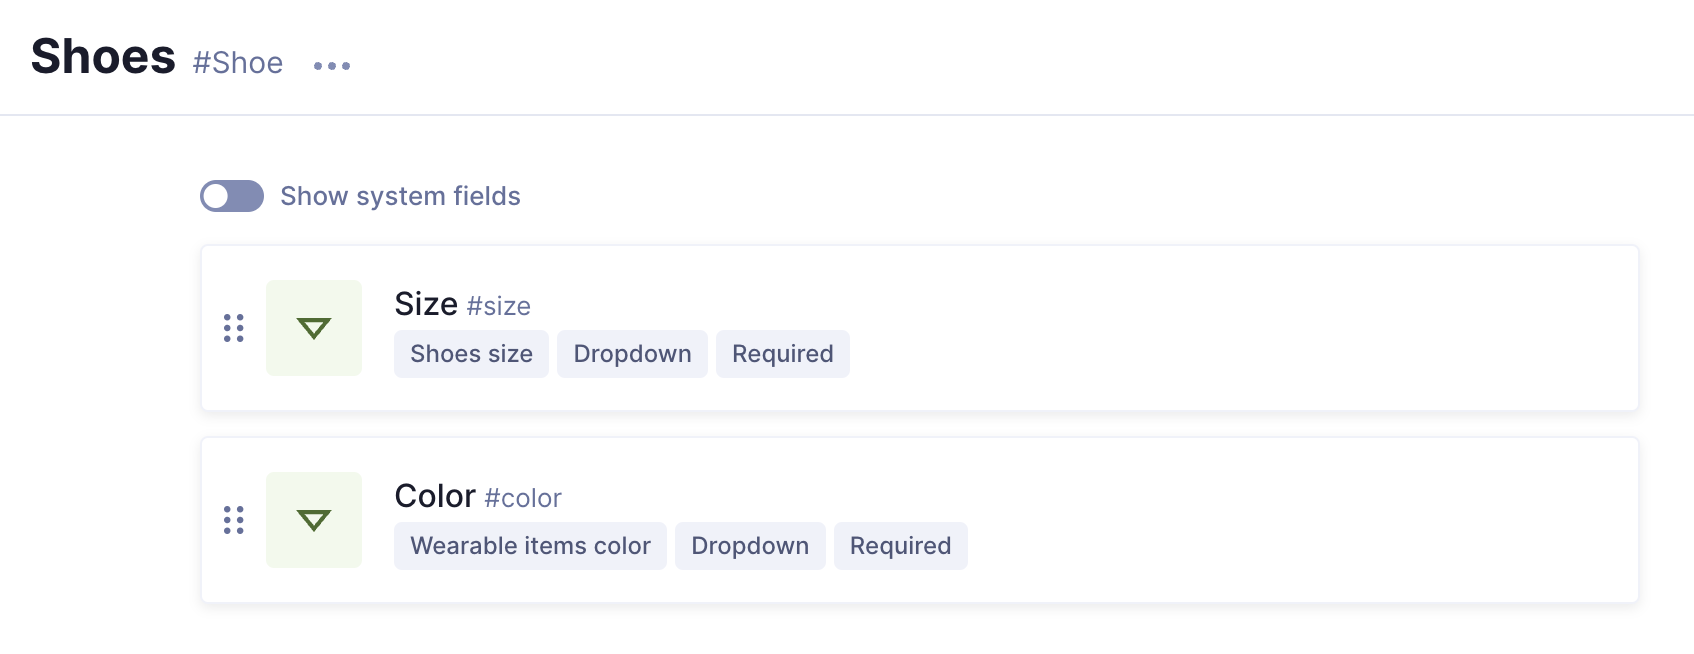 Shoes #Shoe
Show system fields
Size #size
Shoes size Dropdown Required
Color #color
Wearable items color Dropdown Required